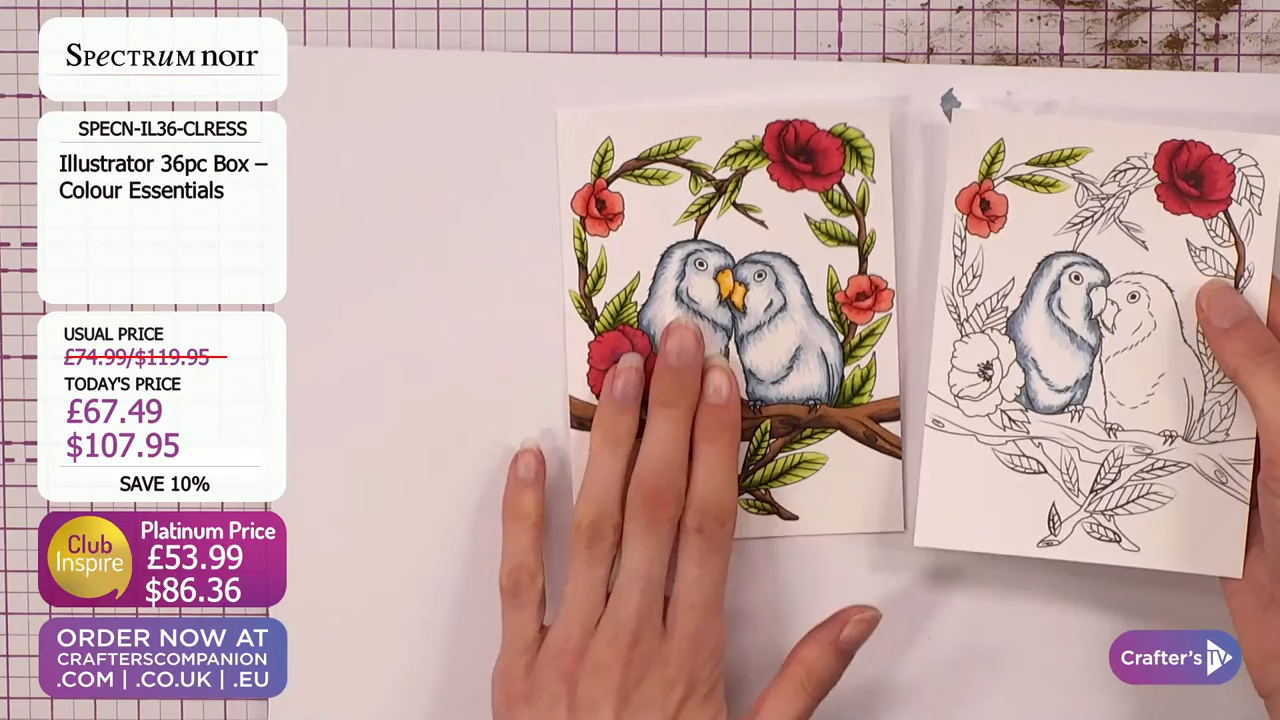 SPECTRUM NOIR
SPECN-IL36-CLRESS
Illustrator 36pc Box –
Colour Essentials
USUAL PRICE
£74.99/$119.95
TODAY'S PRICE
£67.49
$107.95
SAVE 10%
Club
Inspire
Platinum Price
£53.99
$86.36
ORDER NOW AT
CRAFTERSCOMPANION
.COM | .CO.UK | .EU
Crafter's TV